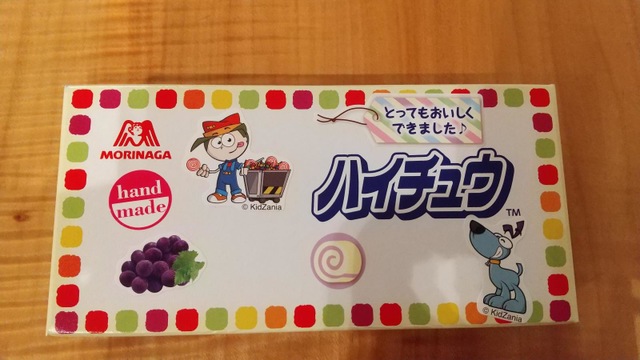 MORINAGA
hand
made
© KidZania
とってもおいしく
できました♪
ハイチュウ
TM
© KidZania